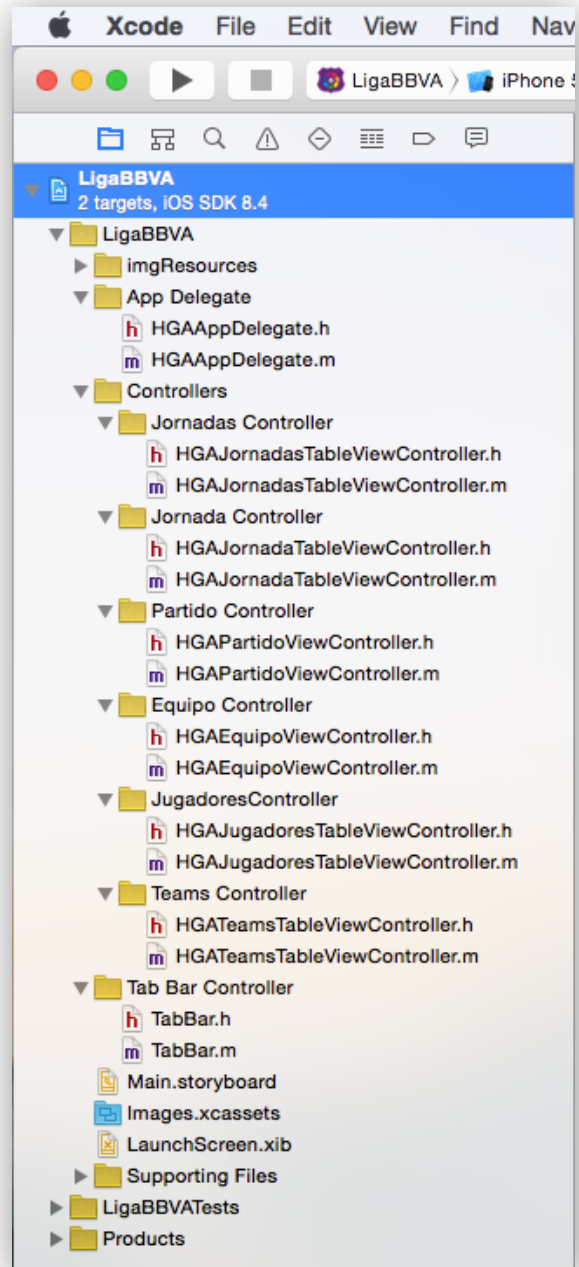 Xcode File Edit View Find Nav
LigaBBVA iPhone
LigaBBVA
2 targets, iOS SDK 8.4
LigaBBVA
imgResources
App Delegate
h HGAAppDelegate.h
m HGAAppDelegate.m
Controllers
Jornadas Controller
h HGAJornadasTableViewController.h
m HGAJornadasTableViewController.m
Jornada Controller
h HGAJornadaTableViewController.h
m HGAJornadaTableViewController.m
Partido Controller
h HGAPartidoViewController.h
m HGAPartidoViewController.m
Equipo Controller
h HGAEquipoViewController.h
m HGAEquipoViewController.m
JugadoresController
h HGAJugadoresTableViewController.h
m HGAJugadoresTableViewController.m
Teams Controller
h HGATeamsTableViewController.h
m HGATeamsTableViewController.m
Tab Bar Controller
h TabBar.h
m TabBar.m
Main.storyboard
Images.xcassets
LaunchScreen.xib
Supporting Files
LigaBBVATests
Products